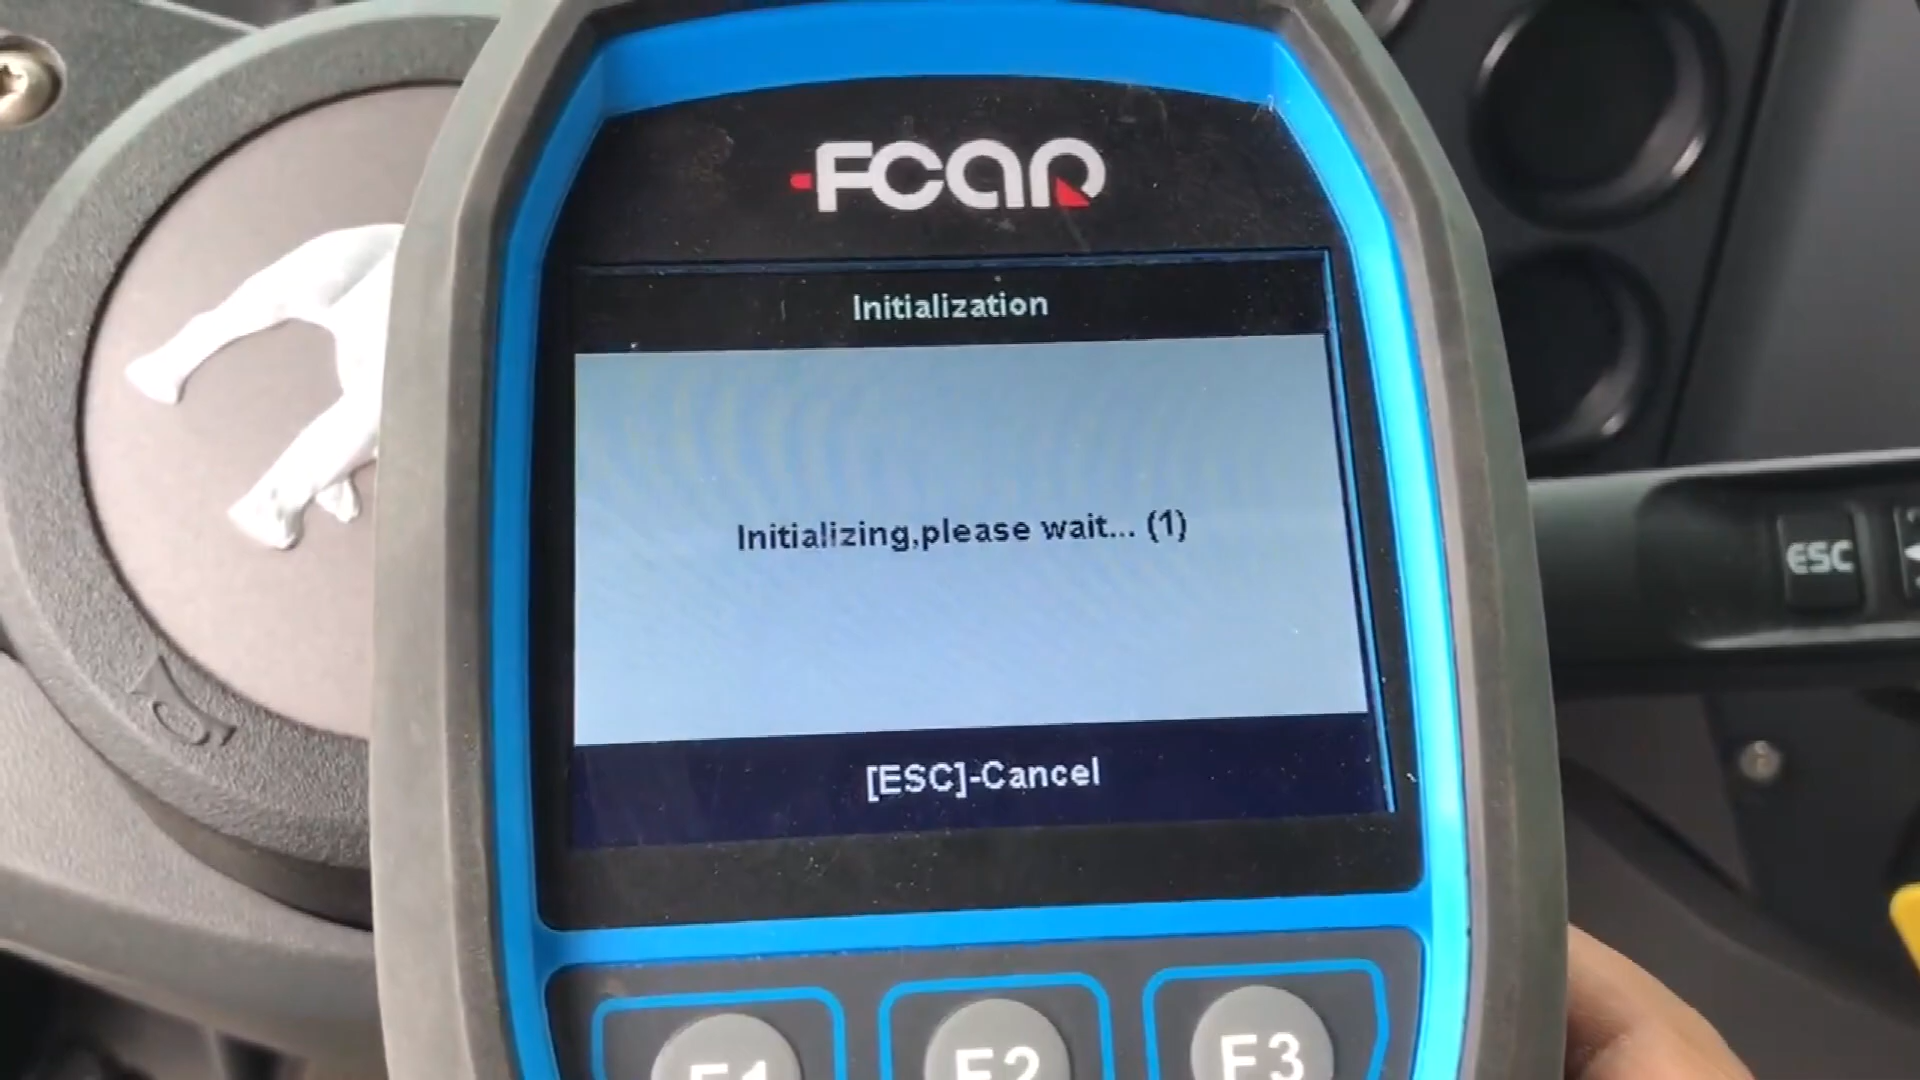 FCAR
Initialization
Initializing,please wait... (1)
[ESC]-Cancel
F1 F2 F3
ESC